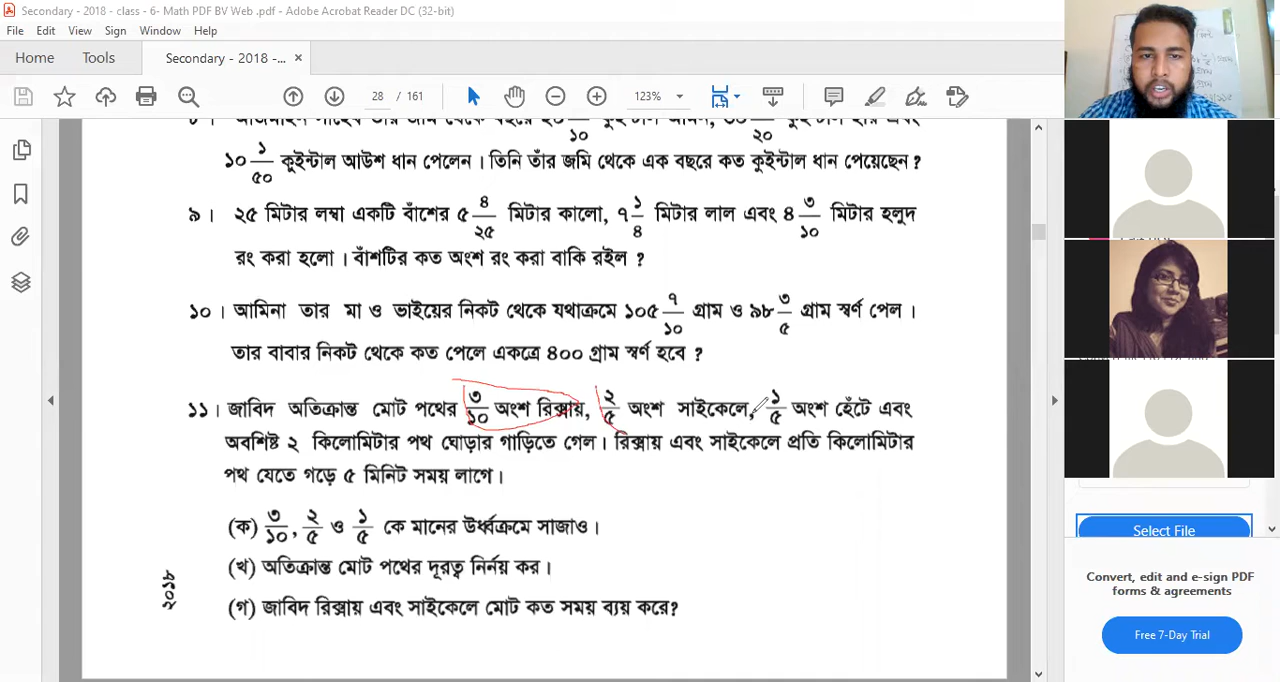 Secondary - 2018 - class - 6- Math PDF BV Web .pdf - Adobe Acrobat Reader DC (32-bit)
File Edit View Sign Window Help
Home Tools Secondary - 2018 -... ×
28 / 161 123%
১০ ২০
১০ ১/৫০ কুইন্টাল আউশ ধান পেলেন । তিনি তাঁর জমি থেকে এক বছরে কত কুইন্টাল ধান পেয়েছেন ?
৯ । ২৫ মিটার লম্বা একটি বাঁশের ৫ ৪/২৫ মিটার কালো, ৭ ১/৪ মিটার লাল এবং ৪ ৩/১০ মিটার হলুদ
রং করা হলো । বাঁশটির কত অংশ রং করা বাকি রইল ?
১০ । আমিনা তার মা ও ভাইয়ের নিকট থেকে যথাক্রমে ১০৫ ৭/১০ গ্রাম ও ৯৮ ৩/৫ গ্রাম স্বর্ণ পেল ।
তার বাবার নিকট থেকে কত পেলে একত্রে ৪০০ গ্রাম স্বর্ণ হবে ?
১১ । জাবিদ অতিক্রান্ত মোট পথের ৩/১০ অংশ রিক্সায়, ২/৫ অংশ সাইকেলে, ১/৫ অংশ হেঁটে এবং
অবশিষ্ট ২ কিলোমিটার পথ ঘোড়ার গাড়িতে গেল । রিক্সায় এবং সাইকেলে প্রতি কিলোমিটার
পথ যেতে গড়ে ৫ মিনিট সময় লাগে ।
(ক) ৩/১০, ২/৫ ও ১/৫ কে মানের উর্ধ্বক্রমে সাজাও ।
(খ) অতিক্রান্ত মোট পথের দূরত্ব নির্নয় কর ।
(গ) জাবিদ রিক্সায় এবং সাইকেলে মোট কত সময় ব্যয় করে?
২০১৮
Select File
Convert, edit and e-sign PDF
forms & agreements
Free 7-Day Trial